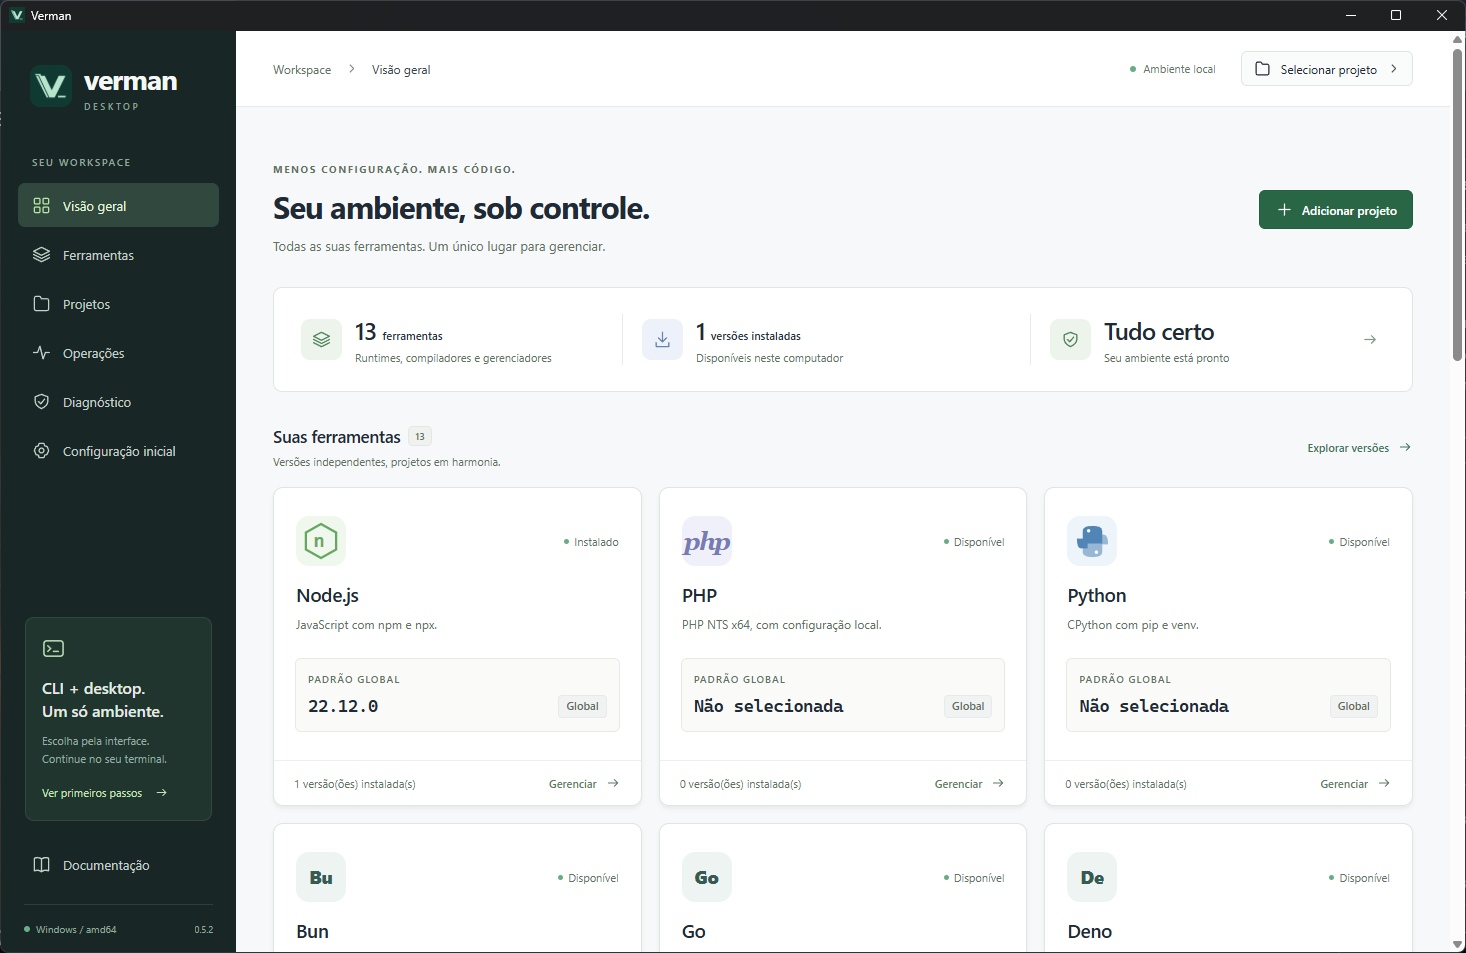 Verman
verman
DESKTOP
SEU WORKSPACE
Visão geral
Ferramentas
Projetos
Operações
Diagnóstico
Configuração inicial
CLI + desktop.
Um só ambiente.
Escolha pela interface.
Continue no seu terminal.
Ver primeiros passos
Documentação
Windows / amd64
0.5.2
Workspace
Visão geral
Ambiente local
Selecionar projeto
MENOS CONFIGURAÇÃO. MAIS CÓDIGO.
Seu ambiente, sob controle.
Todas as suas ferramentas. Um único lugar para gerenciar.
Adicionar projeto
13 ferramentas
Runtimes, compiladores e gerenciadores
1 versões instaladas
Disponíveis neste computador
Tudo certo
Seu ambiente está pronto
Suas ferramentas 13
Versões independentes, projetos em harmonia.
Explorar versões
n
Instalado
Node.js
JavaScript com npm e npx.
PADRÃO GLOBAL
22.12.0
Global
1 versão(ões) instalada(s)
Gerenciar
php
Disponível
PHP
PHP NTS x64, com configuração local.
PADRÃO GLOBAL
Não selecionada
Global
0 versão(ões) instalada(s)
Gerenciar
Disponível
Python
CPython com pip e venv.
PADRÃO GLOBAL
Não selecionada
Global
0 versão(ões) instalada(s)
Gerenciar
Bu
Disponível
Bun
Go
Disponível
Go
De
Disponível
Deno